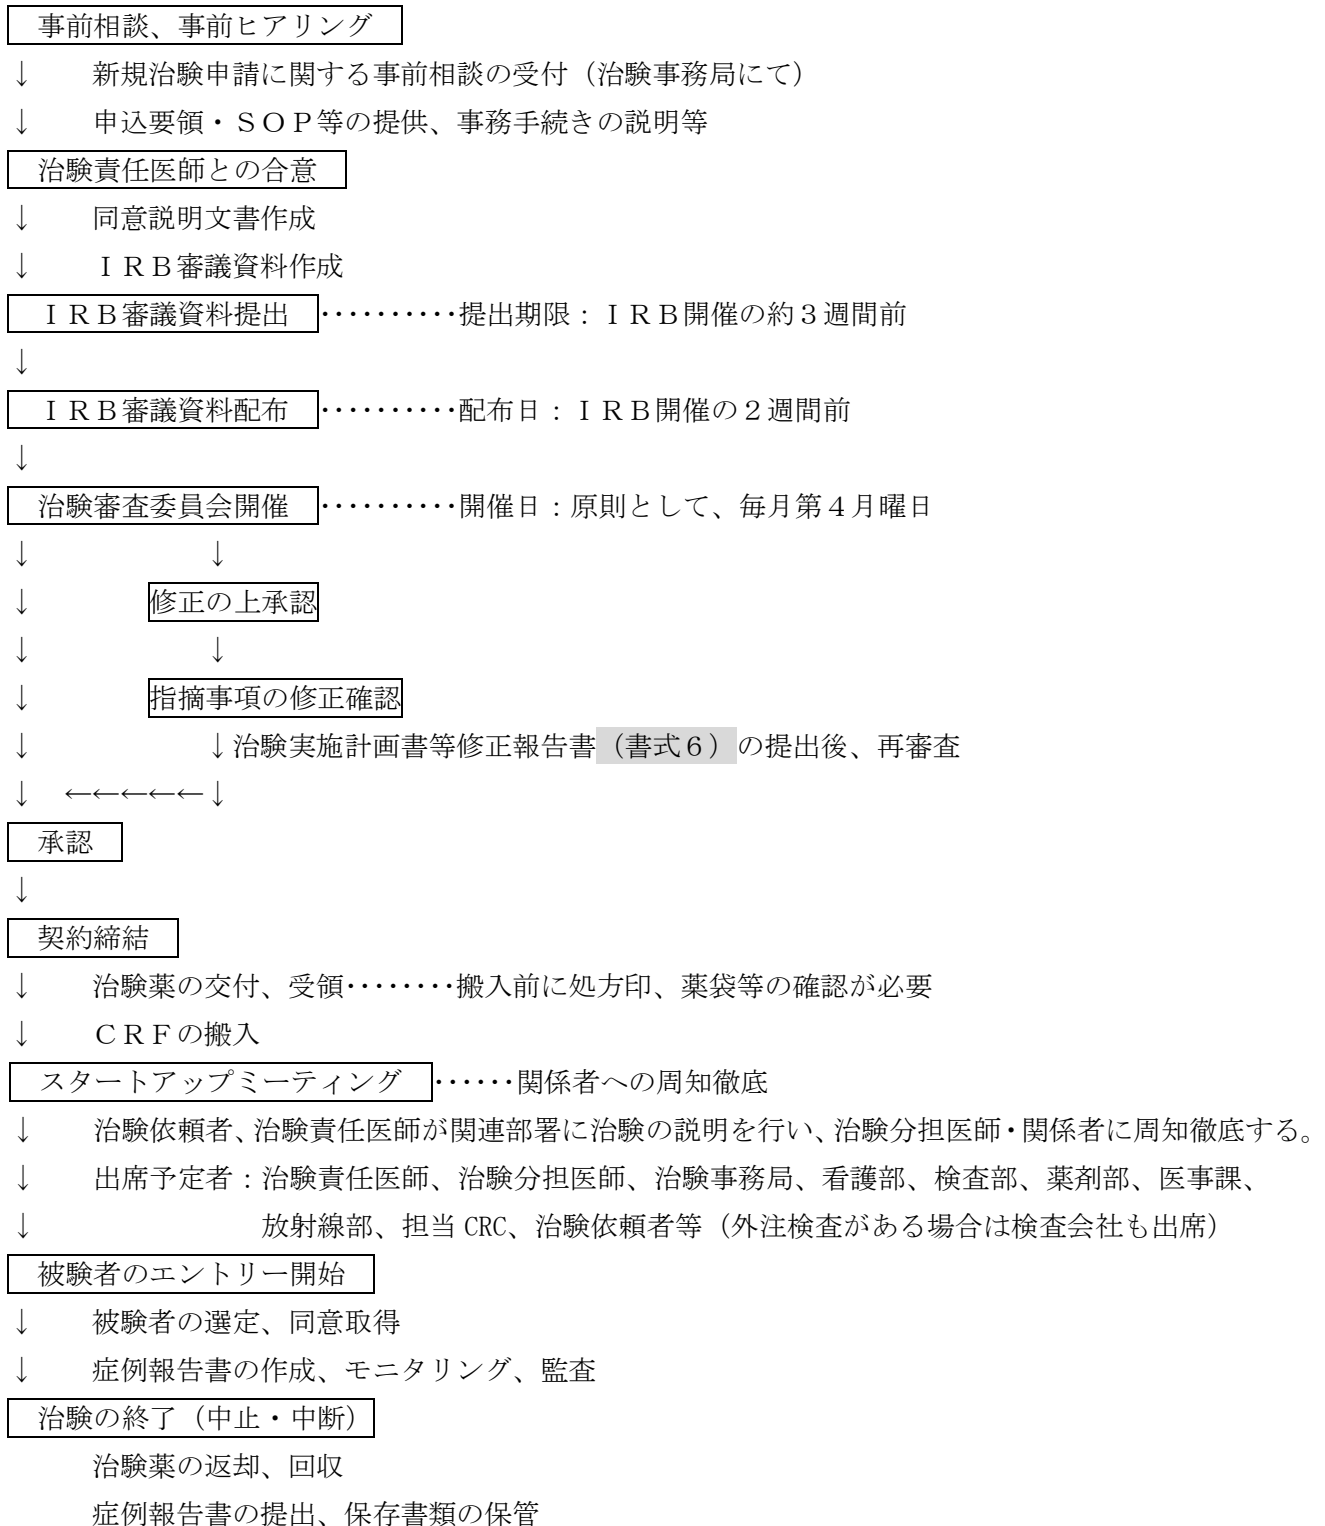 事前相談、事前ヒアリング
↓　　新規治験申請に関する事前相談の受付（治験事務局にて）
↓　　申込要領・ＳＯＰ等の提供、事務手続きの説明等
治験責任医師との合意
↓　　同意説明文書作成
↓　　ＩＲＢ審議資料作成
ＩＲＢ審議資料提出　･･････････提出期限：ＩＲＢ開催の約３週間前
↓
ＩＲＢ審議資料配布　･･････････配布日：ＩＲＢ開催の２週間前
↓
治験審査委員会開催　･･････････開催日：原則として、毎月第４月曜日
↓　　　　　　↓
↓　　　　修正の上承認
↓　　　　　　↓
↓　　　　指摘事項の修正確認
↓　　　　　　↓治験実施計画書等修正報告書（書式６）の提出後、再審査
↓　←←←←←↓
承認
↓
契約締結
↓　　治験薬の交付、受領････････搬入前に処方印、薬袋等の確認が必要
↓　　ＣＲＦの搬入
スタートアップミーティング　･･････関係者への周知徹底
↓　　治験依頼者、治験責任医師が関連部署に治験の説明を行い、治験分担医師・関係者に周知徹底する。
↓　　出席予定者：治験責任医師、治験分担医師、治験事務局、看護部、検査部、薬剤部、医事課、
↓　　　　　　　　放射線部、担当 CRC、治験依頼者等（外注検査がある場合は検査会社も出席）
被験者のエントリー開始
↓　　被験者の選定、同意取得
↓　　症例報告書の作成、モニタリング、監査
治験の終了（中止・中断）
治験薬の返却、回収
症例報告書の提出、保存書類の保管